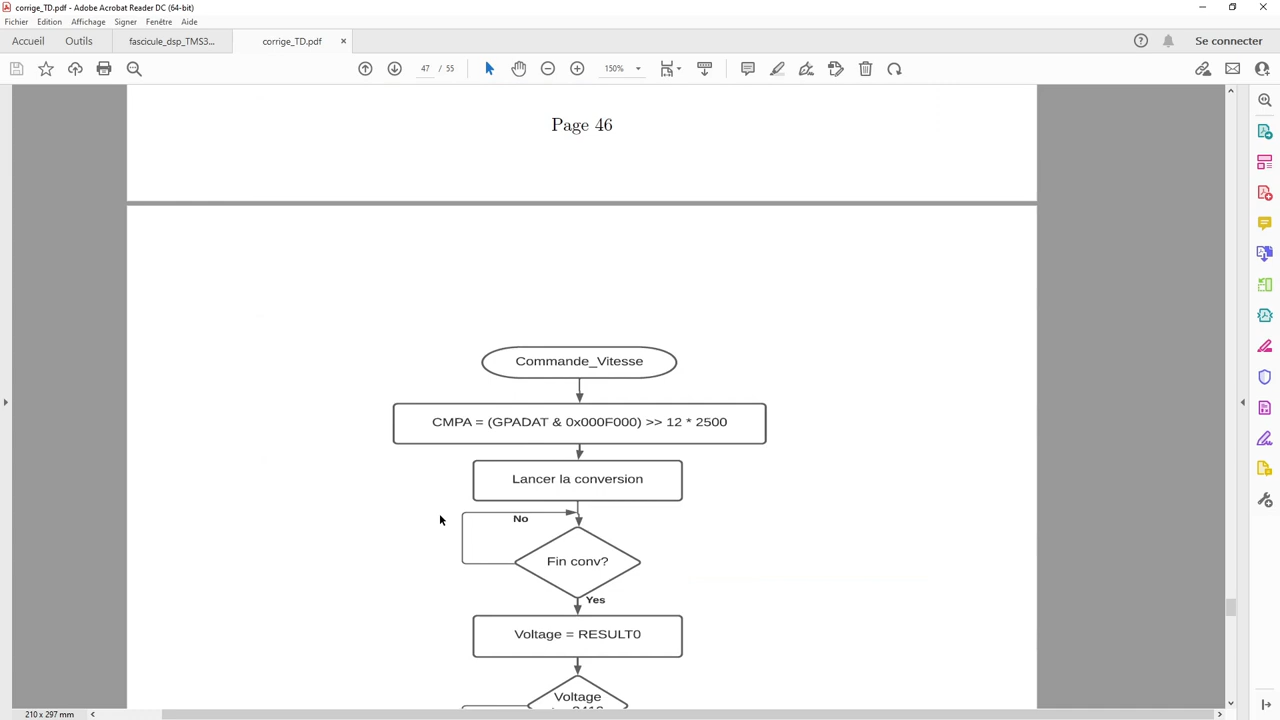 corrige_TD.pdf - Adobe Acrobat Reader DC (64-bit)
Fichier Edition Affichage Signer Fenêtre Aide
Accueil Outils fascicule_dsp_TMS3... corrige_TD.pdf × Se connecter
47 / 55 150%
Page 46
Commande_Vitesse
CMPA = (GPADAT & 0x000F000) >> 12 * 2500
Lancer la conversion
No
Fin conv?
Yes
Voltage = RESULT0
Voltage
210 x 297 mm